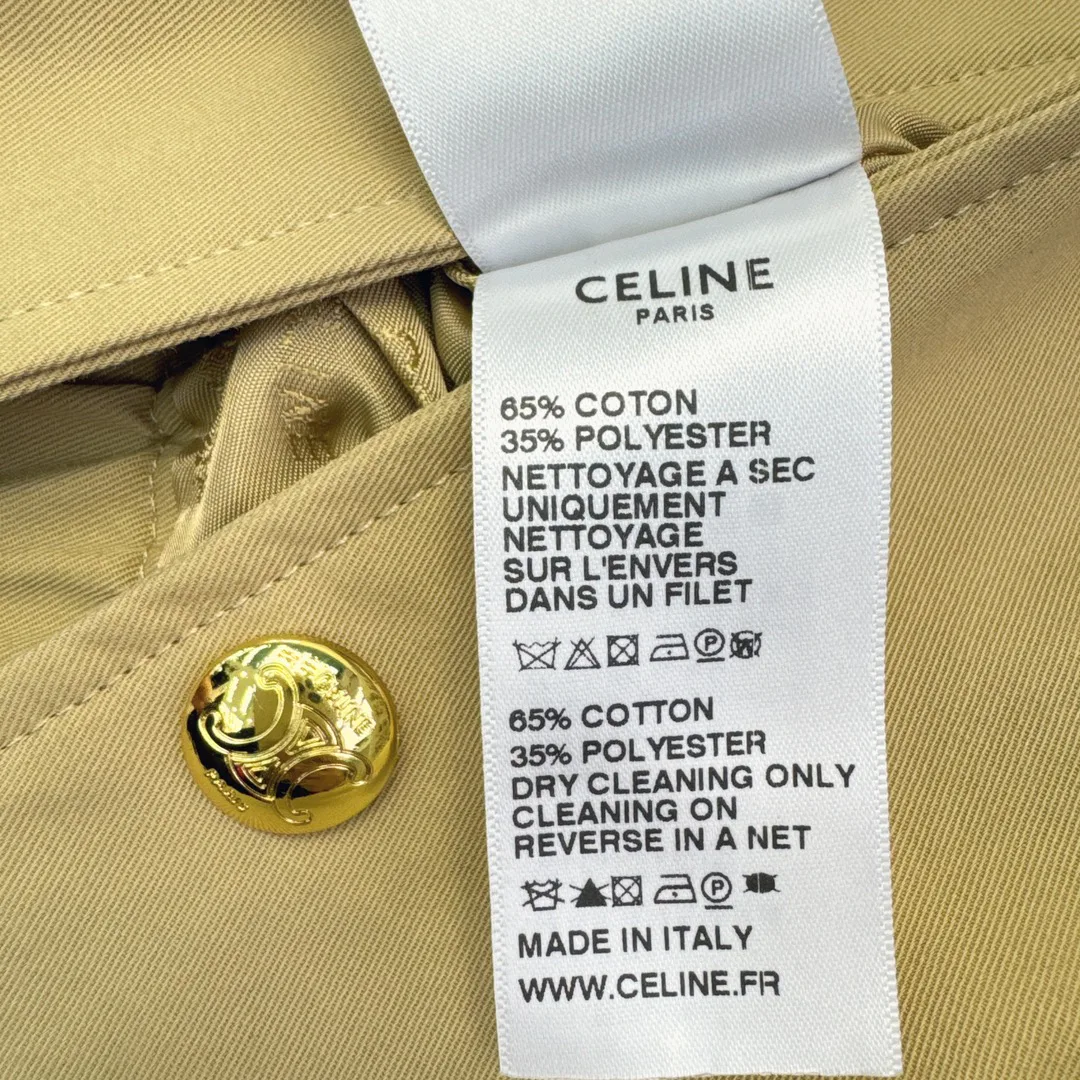 CELINE
PARIS
65% COTON
35% POLYESTER
NETTOYAGE A SEC
UNIQUEMENT
NETTOYAGE
SUR L'ENVERS
DANS UN FILET
P W
65% COTTON
35% POLYESTER
DRY CLEANING ONLY
CLEANING ON
REVERSE IN A NET
P
MADE IN ITALY
WWW.CELINE.FR